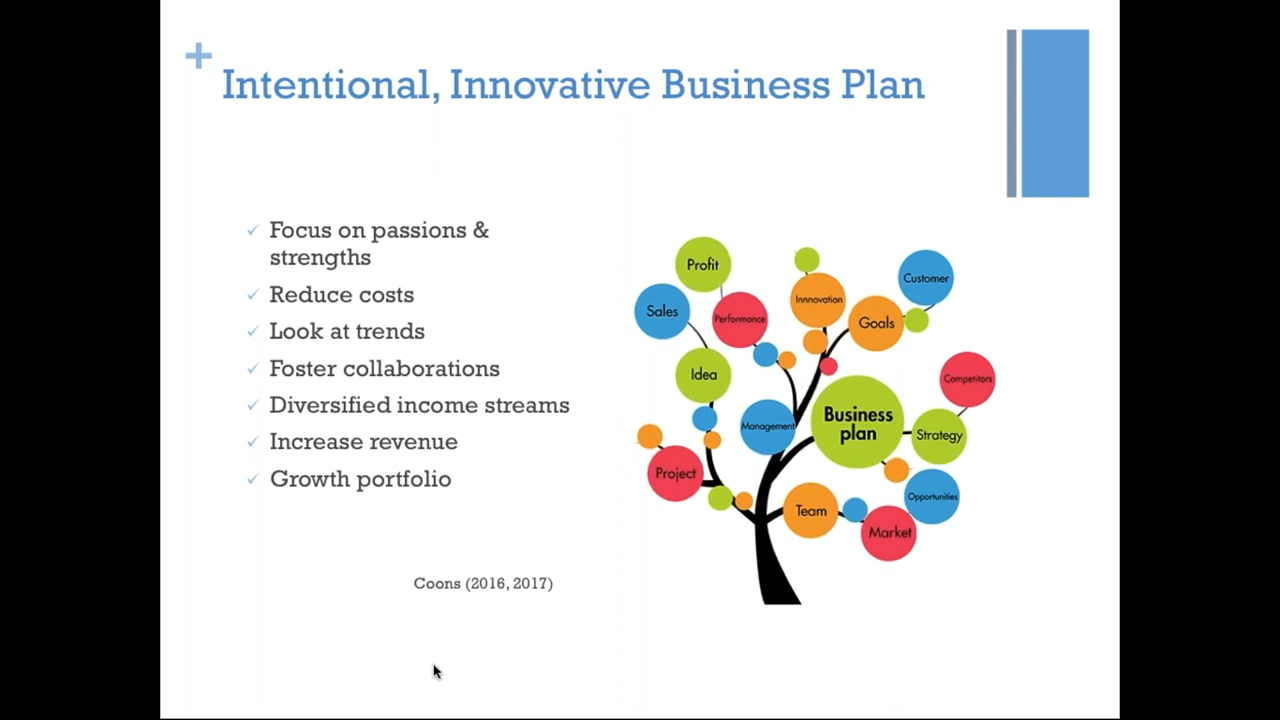 +
Intentional, Innovative Business Plan
✓ Focus on passions &
strengths
✓ Reduce costs
✓ Look at trends
✓ Foster collaborations
✓ Diversified income streams
✓ Increase revenue
✓ Growth portfolio
Coons (2016, 2017)
Profit
Sales
Performance
Innnovation
Customer
Goals
Idea
Competitors
Management
Business
plan
Strategy
Project
Opportunities
Team
Market